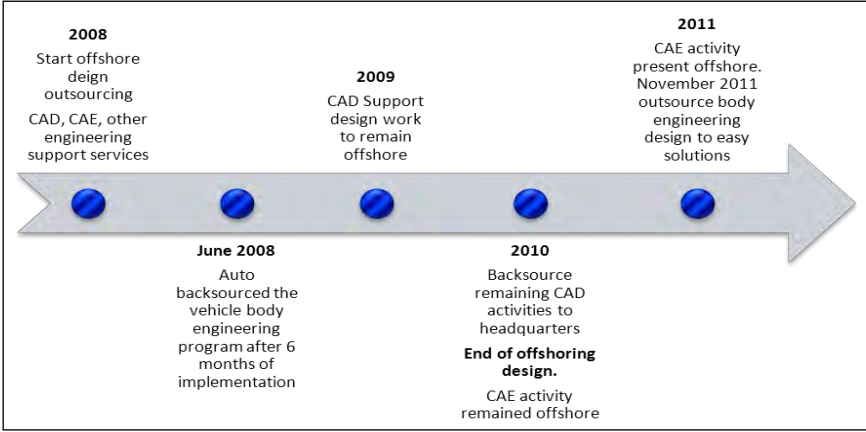 2008
Start offshore
deign
outsourcing
CAD, CAE, other
engineering
support services
June 2008
Auto
backsourced the
vehicle body
engineering
program after 6
months of
implementation
2009
CAD Support
design work
to remain
offshore
2010
Backsource
remaining CAD
activities to
headquarters
End of offshoring
design.
CAE activity
remained offshore
2011
CAE activity
present offshore.
November 2011
outsource body
engineering
design to easy
solutions